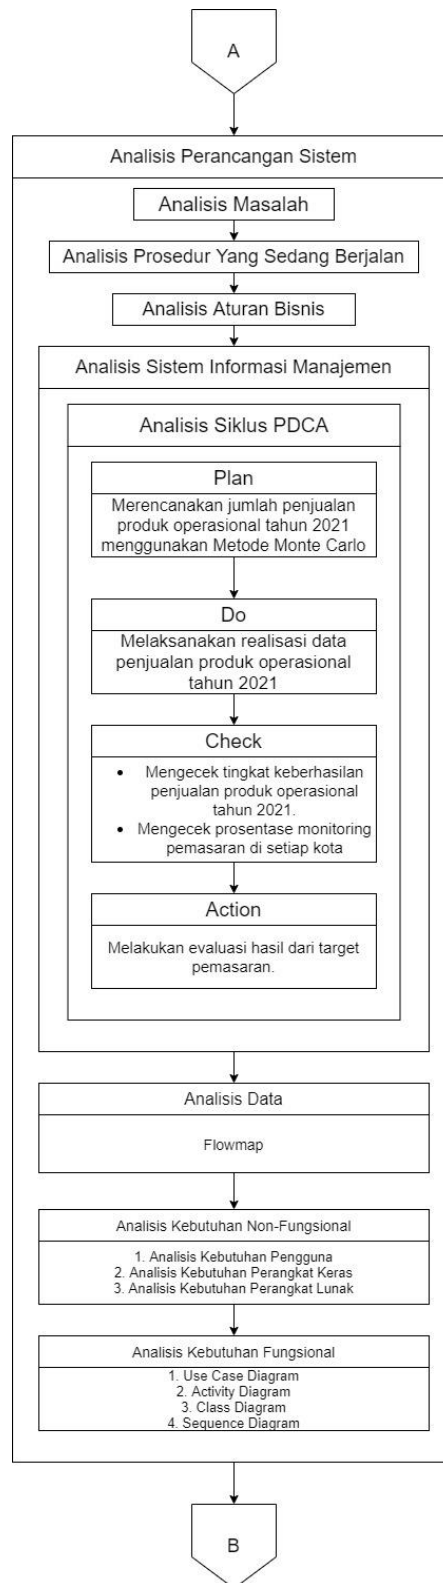 A
Analisis Perancangan Sistem
Analisis Masalah
Analisis Prosedur Yang Sedang Berjalan
Analisis Aturan Bisnis
Analisis Sistem Informasi Manajemen
Analisis Siklus PDCA
Plan
Merencanakan jumlah penjualan
produk operasional tahun 2021
menggunakan Metode Monte Carlo
Do
Melaksanakan realisasi data
penjualan produk operasional
tahun 2021
Check
• Mengecek tingkat keberhasilan
penjualan produk operasional
tahun 2021.
• Mengecek prosentase monitoring
pemasaran di setiap kota
Action
Melakukan evaluasi hasil dari target
pemasaran.
Analisis Data
Flowmap
Analisis Kebutuhan Non-Fungsional
1. Analisis Kebutuhan Pengguna
2. Analisis Kebutuhan Perangkat Keras
3. Analisis Kebutuhan Perangkat Lunak
Analisis Kebutuhan Fungsional
1. Use Case Diagram
2. Activity Diagram
3. Class Diagram
4. Sequence Diagram
B